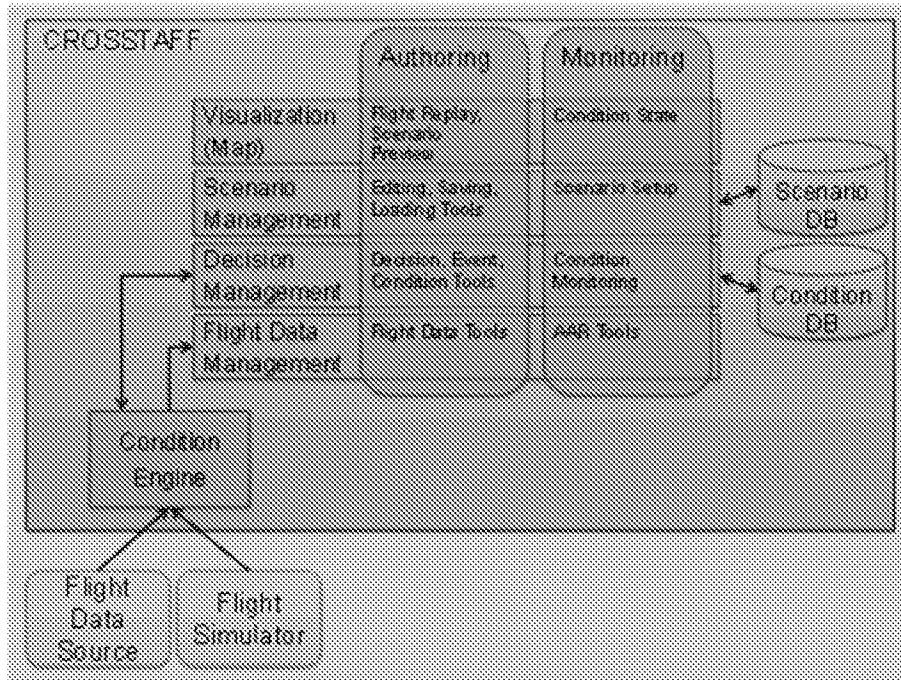 CROSSTAFF
Authoring
Monitoring
Visualization
(Map)
Flight Replay,
Scenario
Preview
Condition State
Scenario
Management
Editing, Saving,
Loading Tools
Scenario Setup
Scenario
DB
Decision
Management
Decision, Event,
Condition Tools
Condition
Monitoring
Condition
DB
Flight Data
Management
Flight Data Tools
AAR Tools
Condition
Engine
Flight
Data
Source
Flight
Simulator